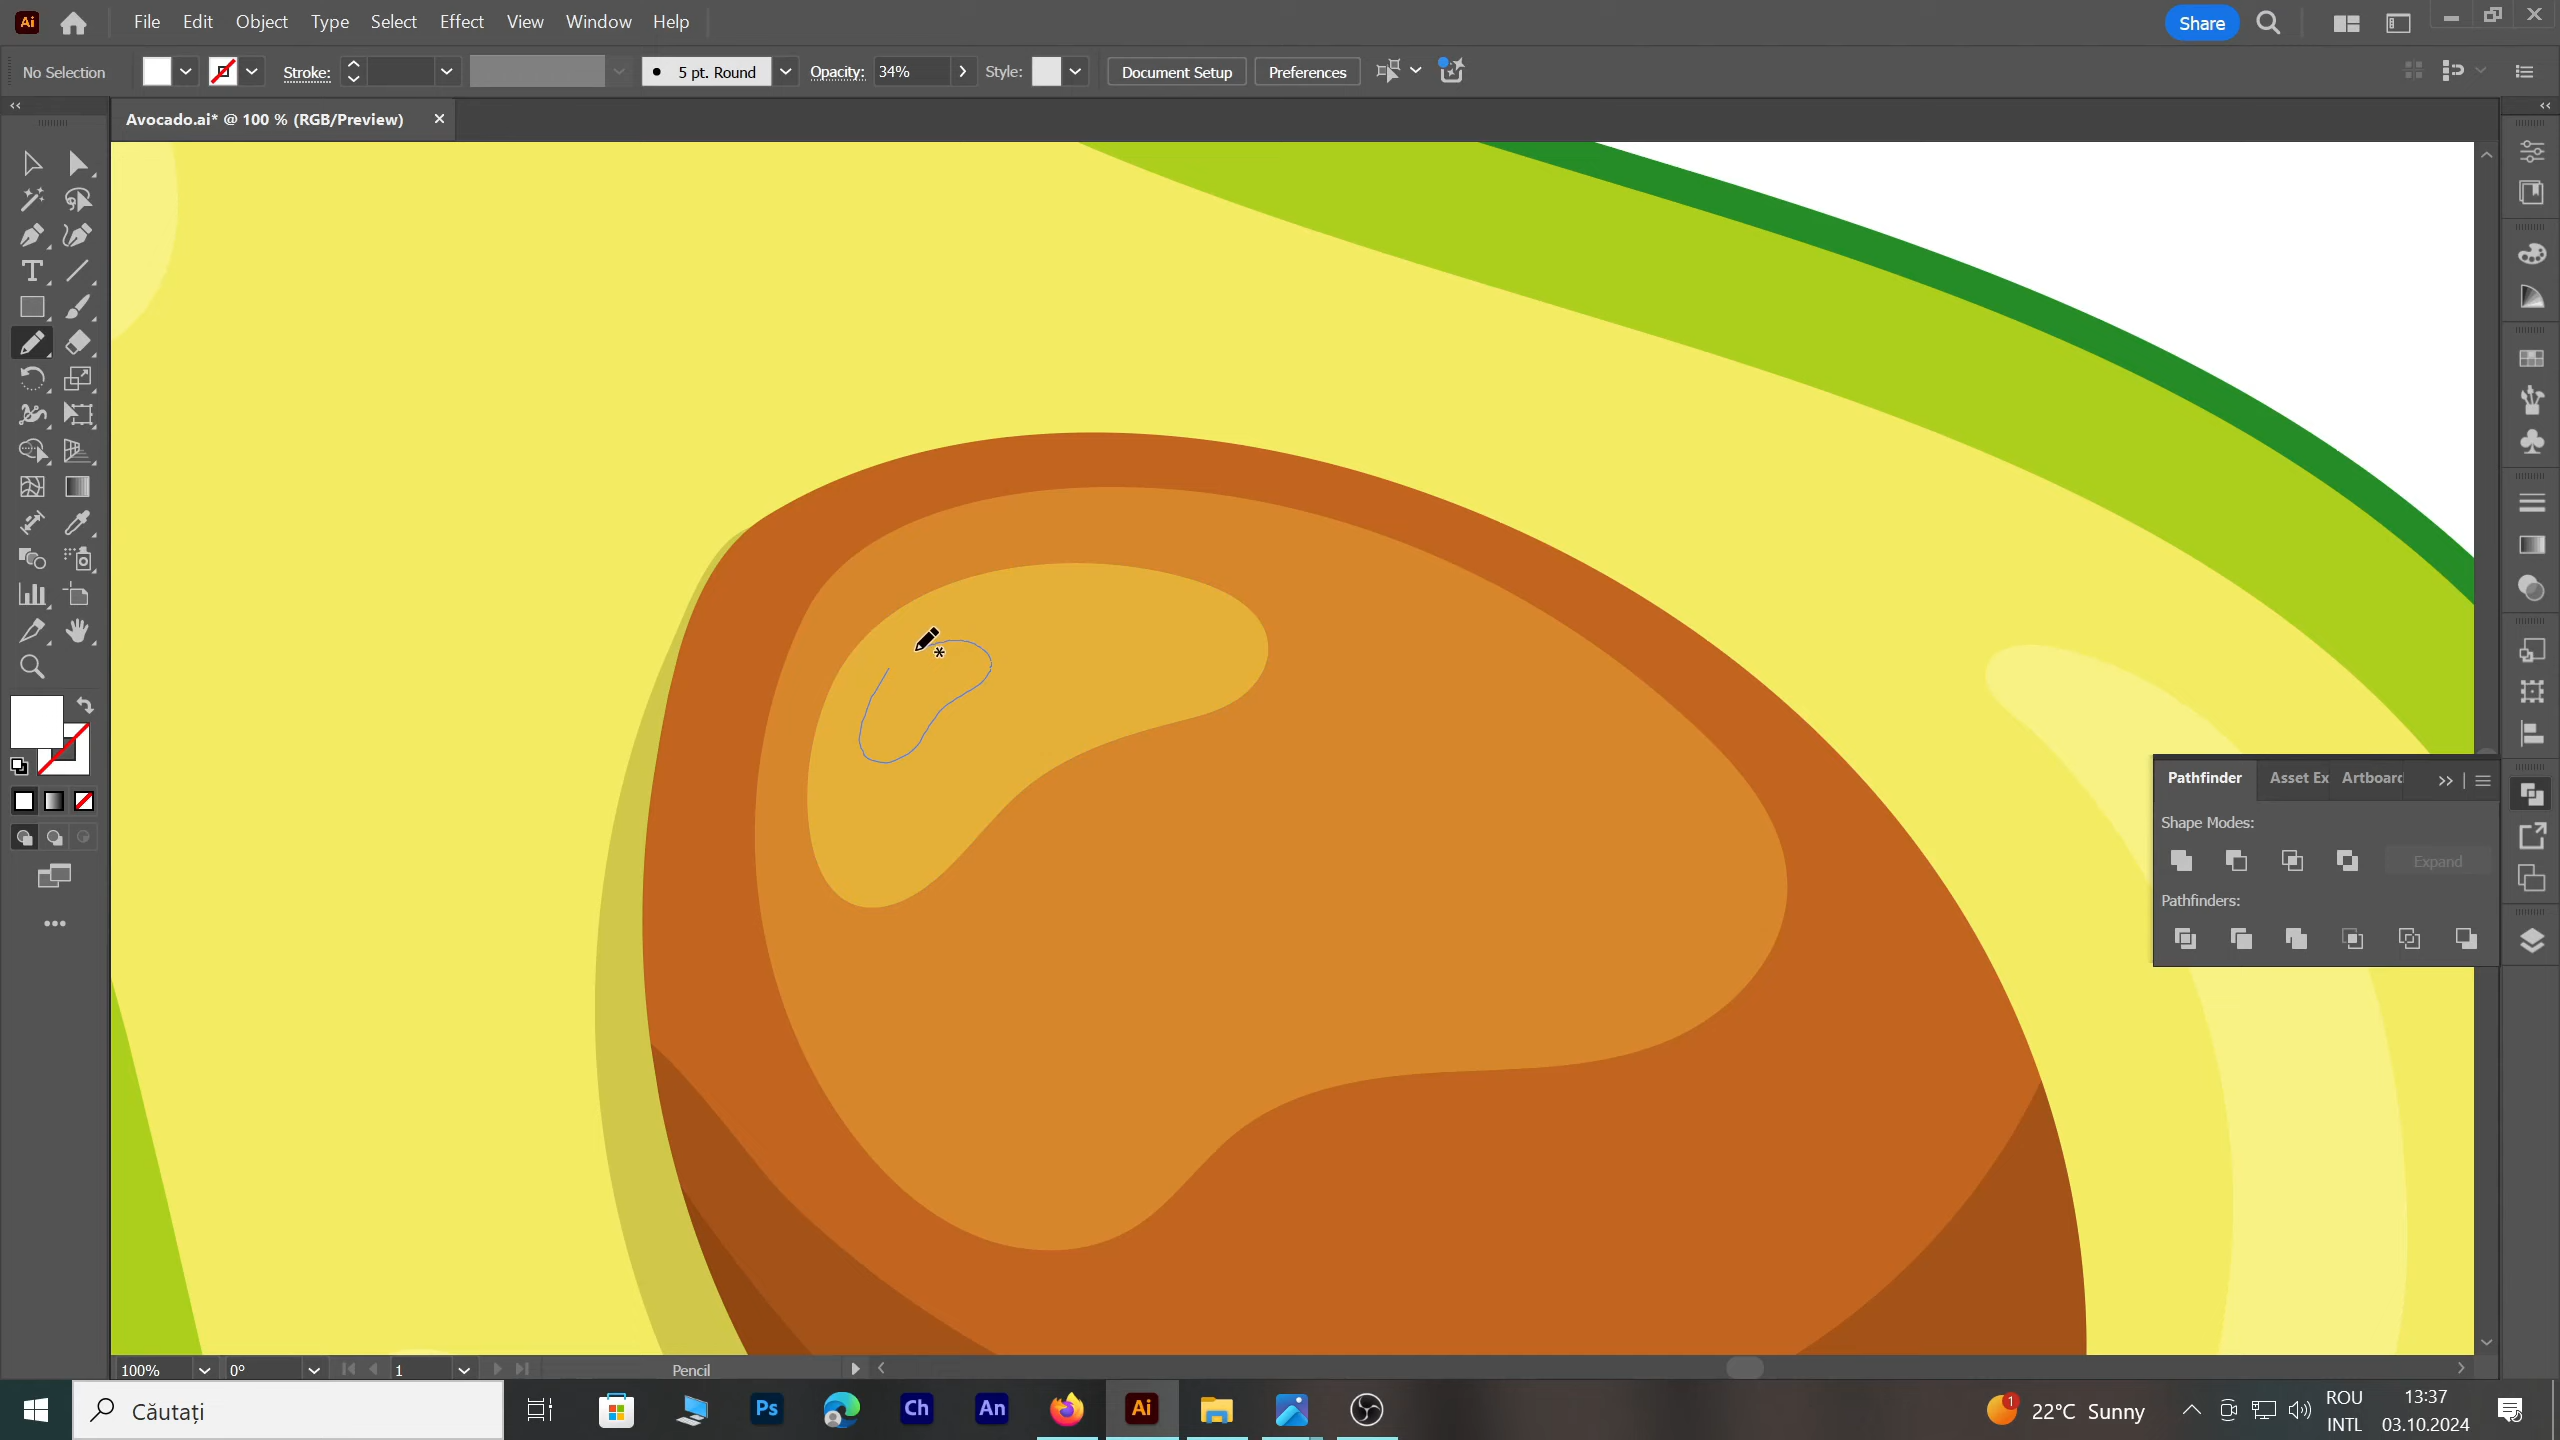 Ai File Edit Object Type Select Effect View Window Help Share
No Selection Stroke: 5 pt. Round Opacity: 34% Style: Document Setup Preferences
Avocado.ai* @ 100 % (RGB/Preview)
Pathfinder Asset Ex Artboard
Shape Modes:
Expand
Pathfinders:
100% 0° 1 Pencil
Căutați Ps Ch An Ai 1 22°C Sunny ROU 13:37
INTL 03.10.2024